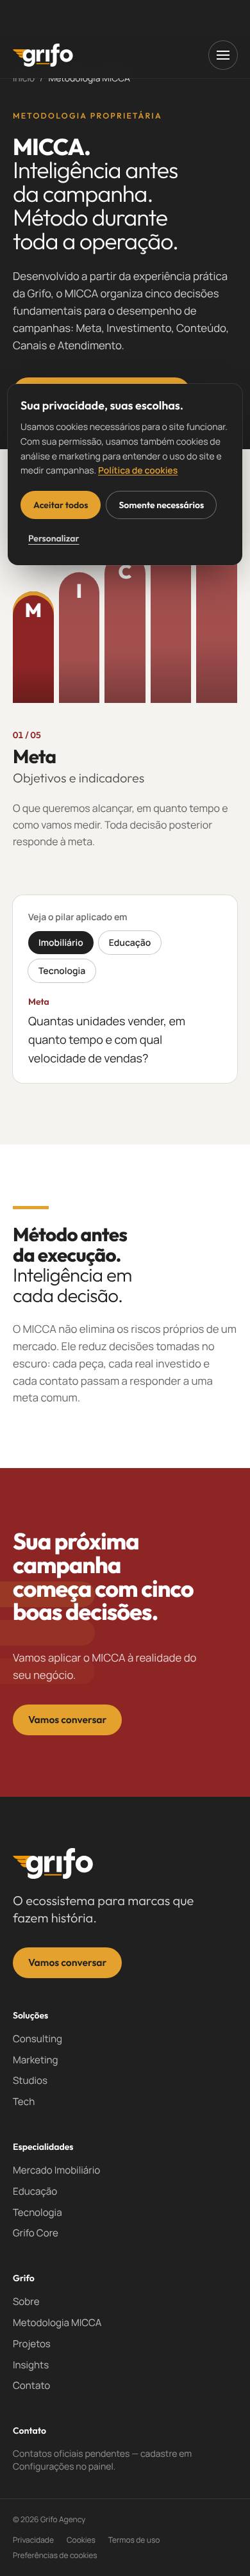 grifo
Início / Metodologia MICCA
METODOLOGIA PROPRIETÁRIA
MICCA.
Inteligência antes
da campanha.
Método durante
toda a operação.
Desenvolvido a partir da experiência prática
da Grifo, o MICCA organiza cinco decisões
fundamentais para o desempenho de
campanhas: Meta, Investimento, Conteúdo,
Canais e Atendimento.
Sua privacidade, suas escolhas.
Usamos cookies necessários para o site funcionar.
Com sua permissão, usamos também cookies de
análise e marketing para entender o uso do site e
medir campanhas. Política de cookies
Aceitar todos
Somente necessários
Personalizar
M
I
C
01 / 05
Meta
Objetivos e indicadores
O que queremos alcançar, em quanto tempo e
como vamos medir. Toda decisão posterior
responde à meta.
Veja o pilar aplicado em
Imobiliário
Educação
Tecnologia
Meta
Quantas unidades vender, em
quanto tempo e com qual
velocidade de vendas?
Método antes
da execução.
Inteligência em
cada decisão.
O MICCA não elimina os riscos próprios de um
mercado. Ele reduz decisões tomadas no
escuro: cada peça, cada real investido e
cada contato passam a responder a uma
meta comum.
Sua próxima
campanha
começa com cinco
boas decisões.
Vamos aplicar o MICCA à realidade do
seu negócio.
Vamos conversar
grifo
O ecossistema para marcas que
fazem história.
Vamos conversar
Soluções
Consulting
Marketing
Studios
Tech
Especialidades
Mercado Imobiliário
Educação
Tecnologia
Grifo Core
Grifo
Sobre
Metodologia MICCA
Projetos
Insights
Contato
Contato
Contatos oficiais pendentes — cadastre em
Configurações no painel.
© 2026 Grifo Agency
Privacidade Cookies Termos de uso
Preferências de cookies